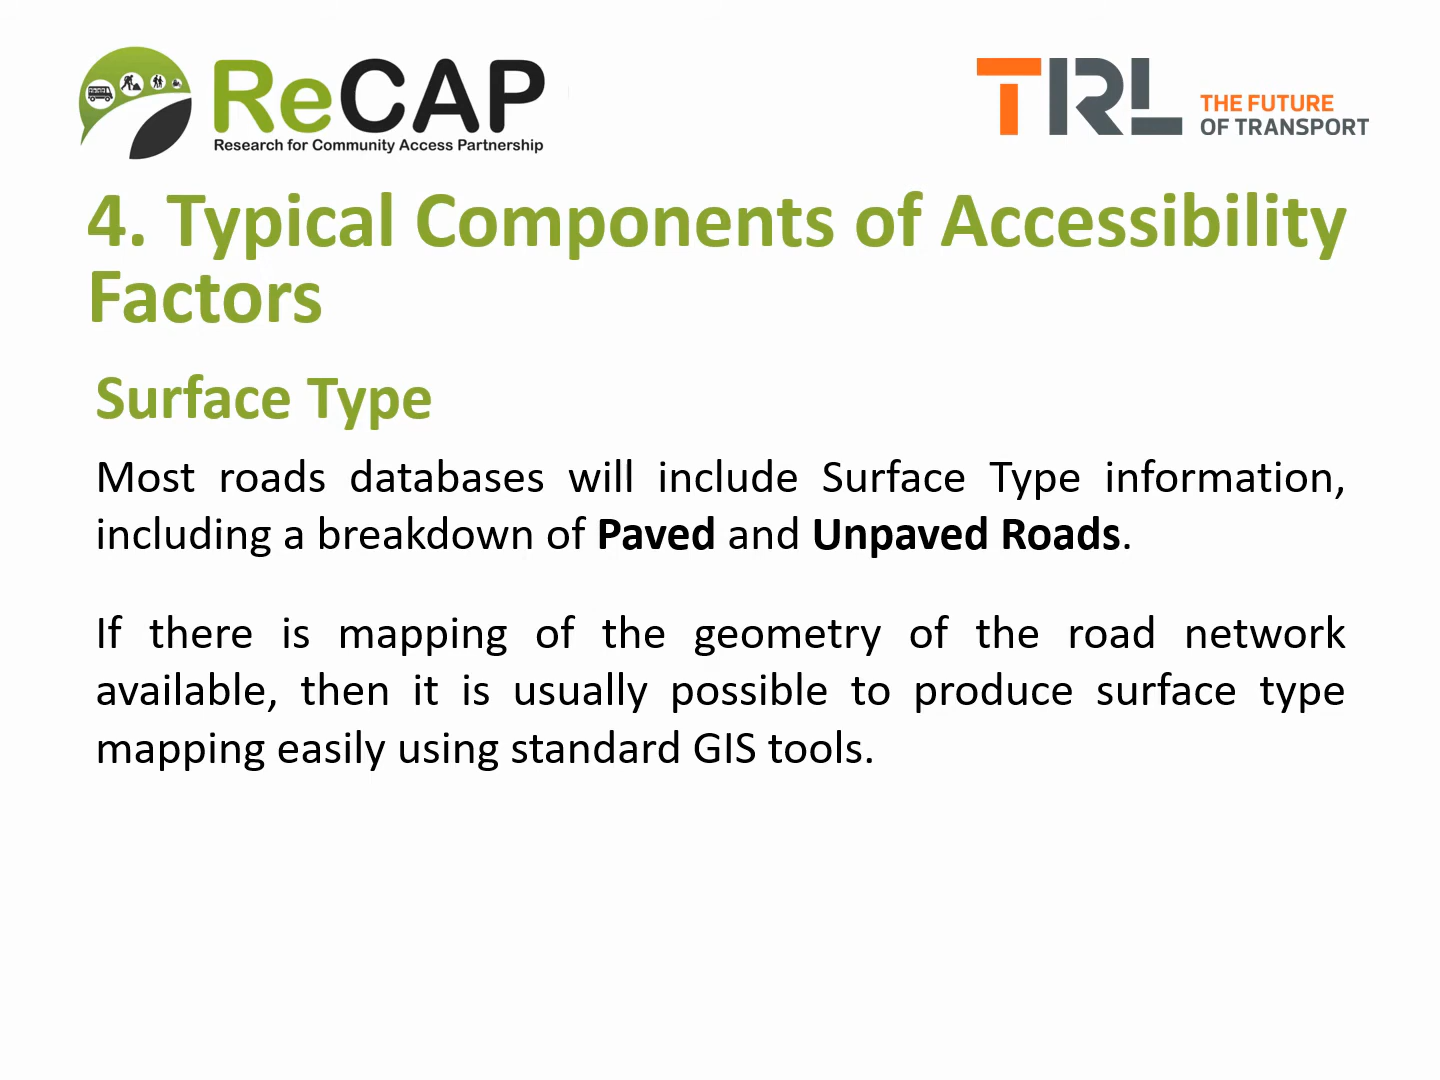 ReCAP
Research for Community Access Partnership
TRL
THE FUTURE
OF TRANSPORT
4. Typical Components of Accessibility
Factors
Surface Type
Most roads databases will include Surface Type information,
including a breakdown of Paved and Unpaved Roads.
If there is mapping of the geometry of the road network
available, then it is usually possible to produce surface type
mapping easily using standard GIS tools.